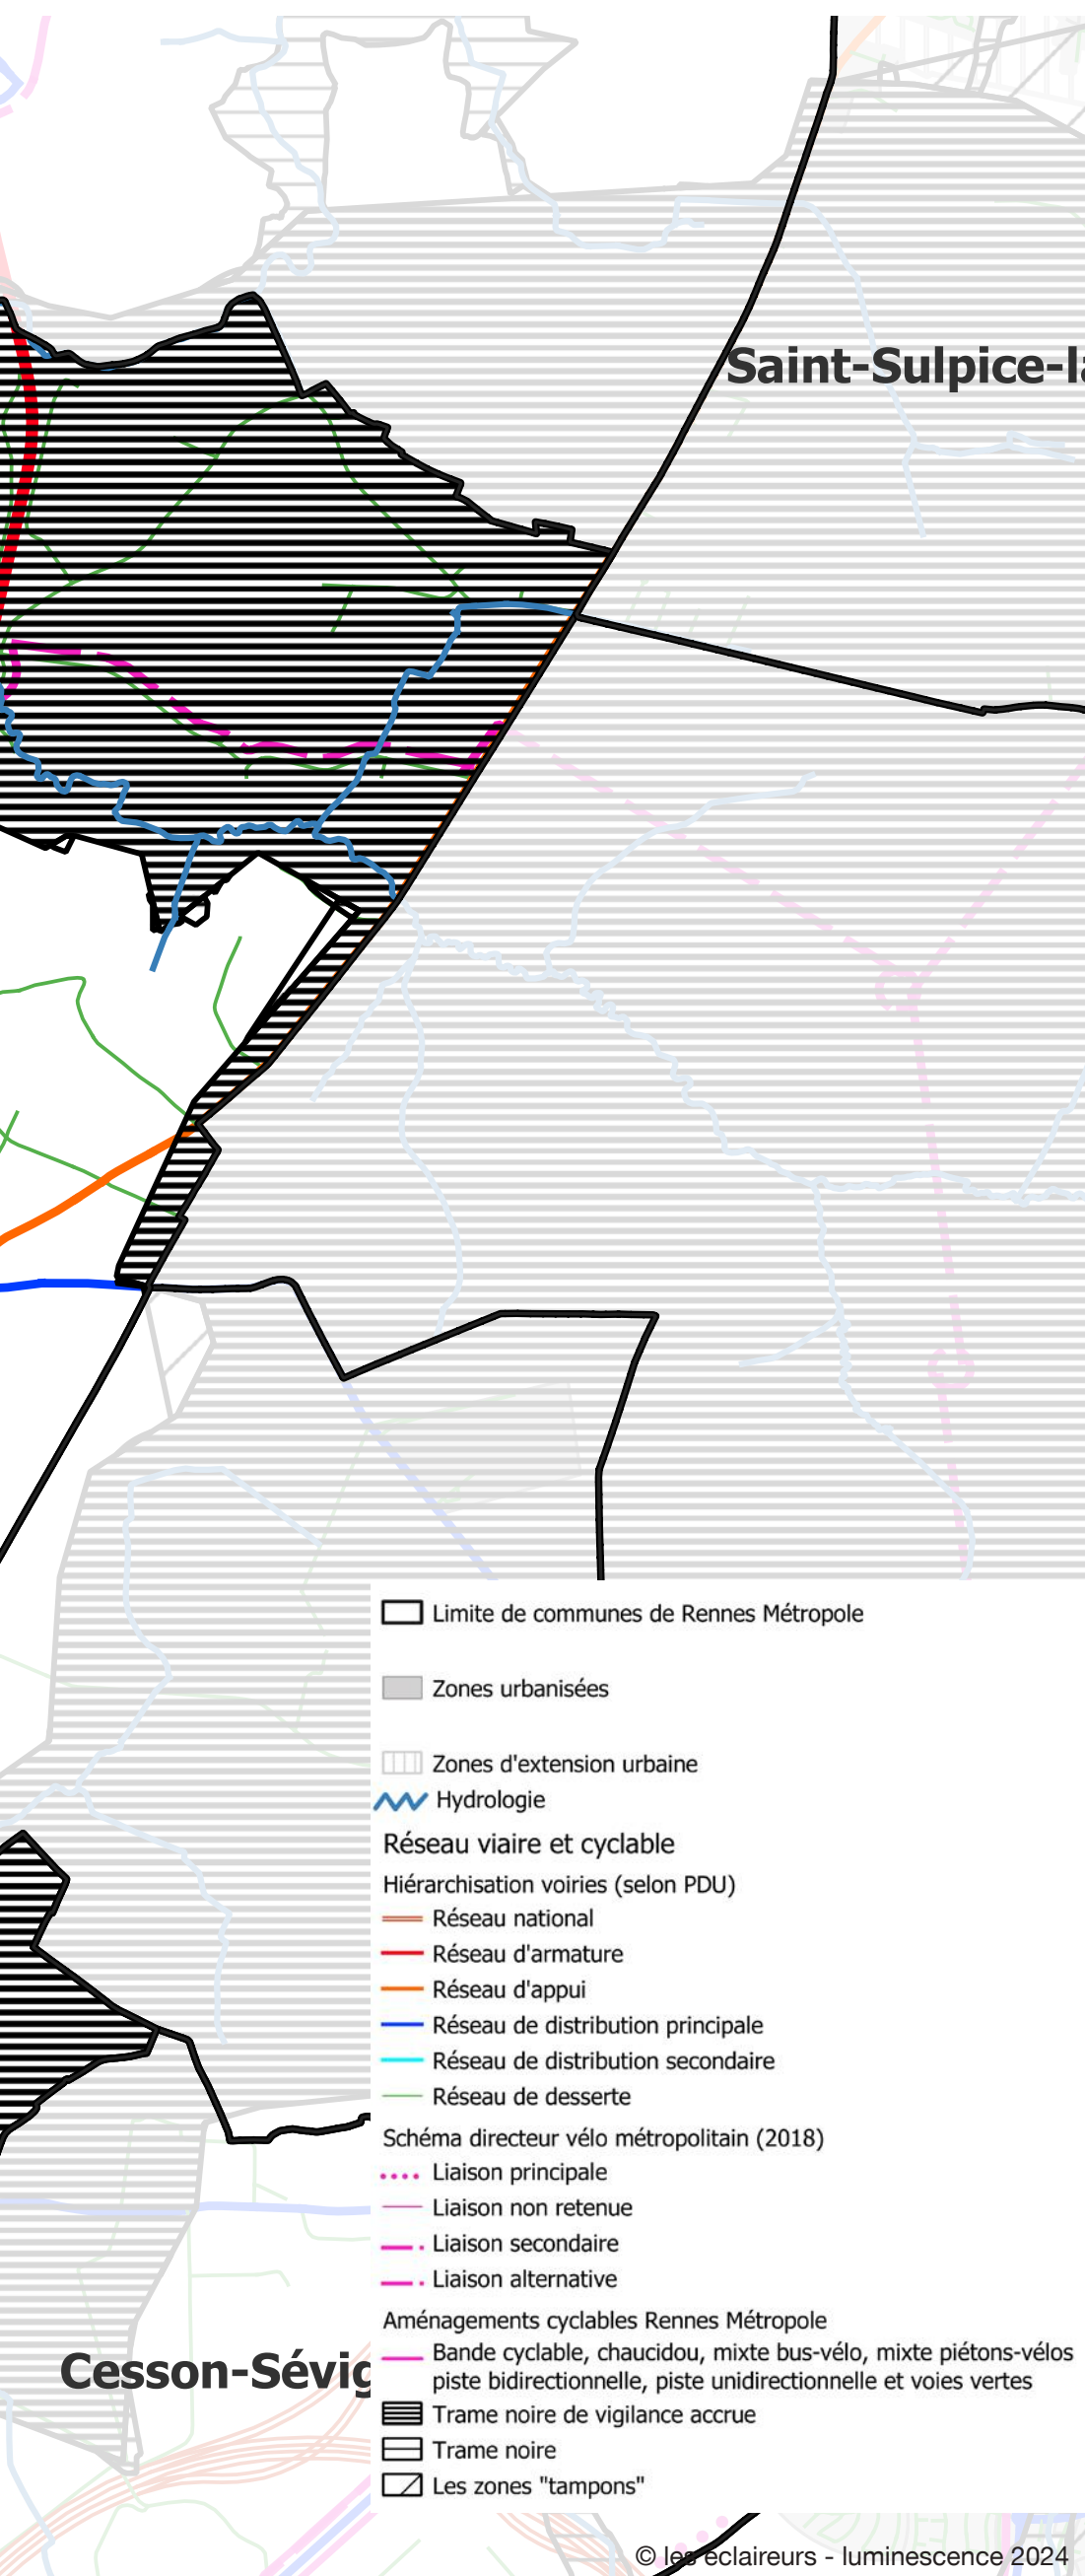 Saint-Sulpice-la
Limite de communes de Rennes Métropole
Zones urbanisées
Zones d'extension urbaine
Hydrologie
Réseau viaire et cyclable
Hiérarchisation voiries (selon PDU)
Réseau national
Réseau d'armature
Réseau d'appui
Réseau de distribution principale
Réseau de distribution secondaire
Réseau de desserte
Schéma directeur vélo métropolitain (2018)
Liaison principale
Liaison non retenue
Liaison secondaire
Liaison alternative
Aménagements cyclables Rennes Métropole
Cesson-Sévig
Bande cyclable, chaucidou, mixte bus-vélo, mixte piétons-vélos
piste bidirectionnelle, piste unidirectionnelle et voies vertes
Trame noire de vigilance accrue
Trame noire
Les zones "tampons"
© les eclaireurs - luminescence 2024